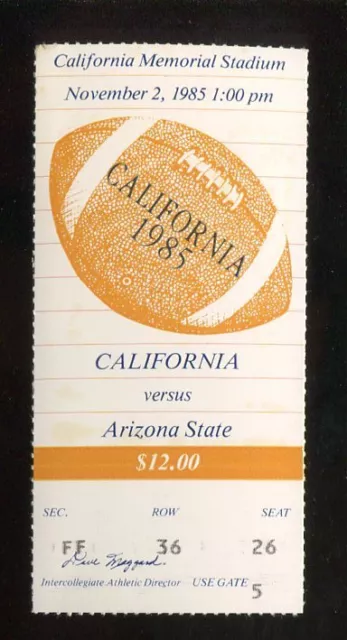 California Memorial Stadium
November 2, 1985 1:00 pm
CALIFORNIA
1985
CALIFORNIA
versus
Arizona State
$12.00
SEC. ROW SEAT
FF 36 26
Dave Maggard
Intercollegiate Athletic Director USE GATE
5